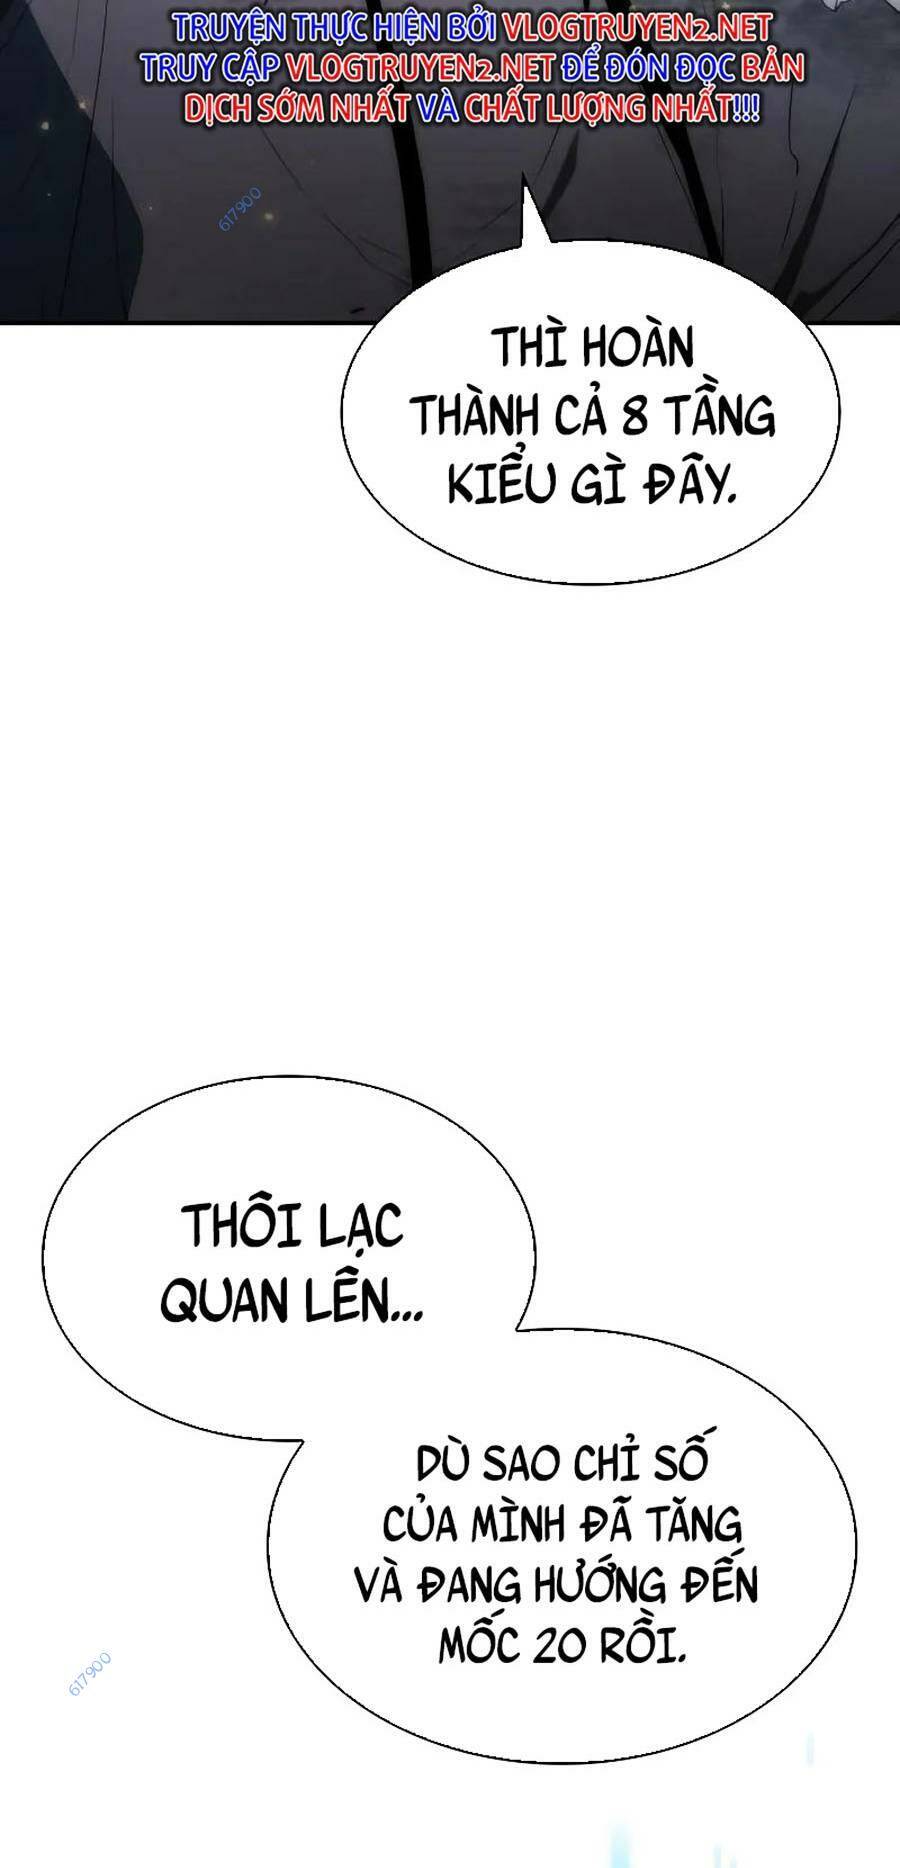 TRUYỆN THỰC HIỆN BỞI VLOGTRUYEN2.NET
TRUY CẬP VLOGTRUYEN2.NET ĐỂ ĐÓN ĐỌC BẢN
DỊCH SỚM NHẤT VÀ CHẤT LƯỢNG NHẤT!!!
617900
THÌ HOÀN
THÀNH CẢ 8 TẦNG
KIỂU GÌ ĐÂY.
THÔI LẠC
QUAN LÊN...
DÙ SAO CHỈ SỐ
CỦA MÌNH ĐÃ TĂNG
VÀ ĐANG HƯỚNG ĐẾN
MỐC 20 RỒI.
617900